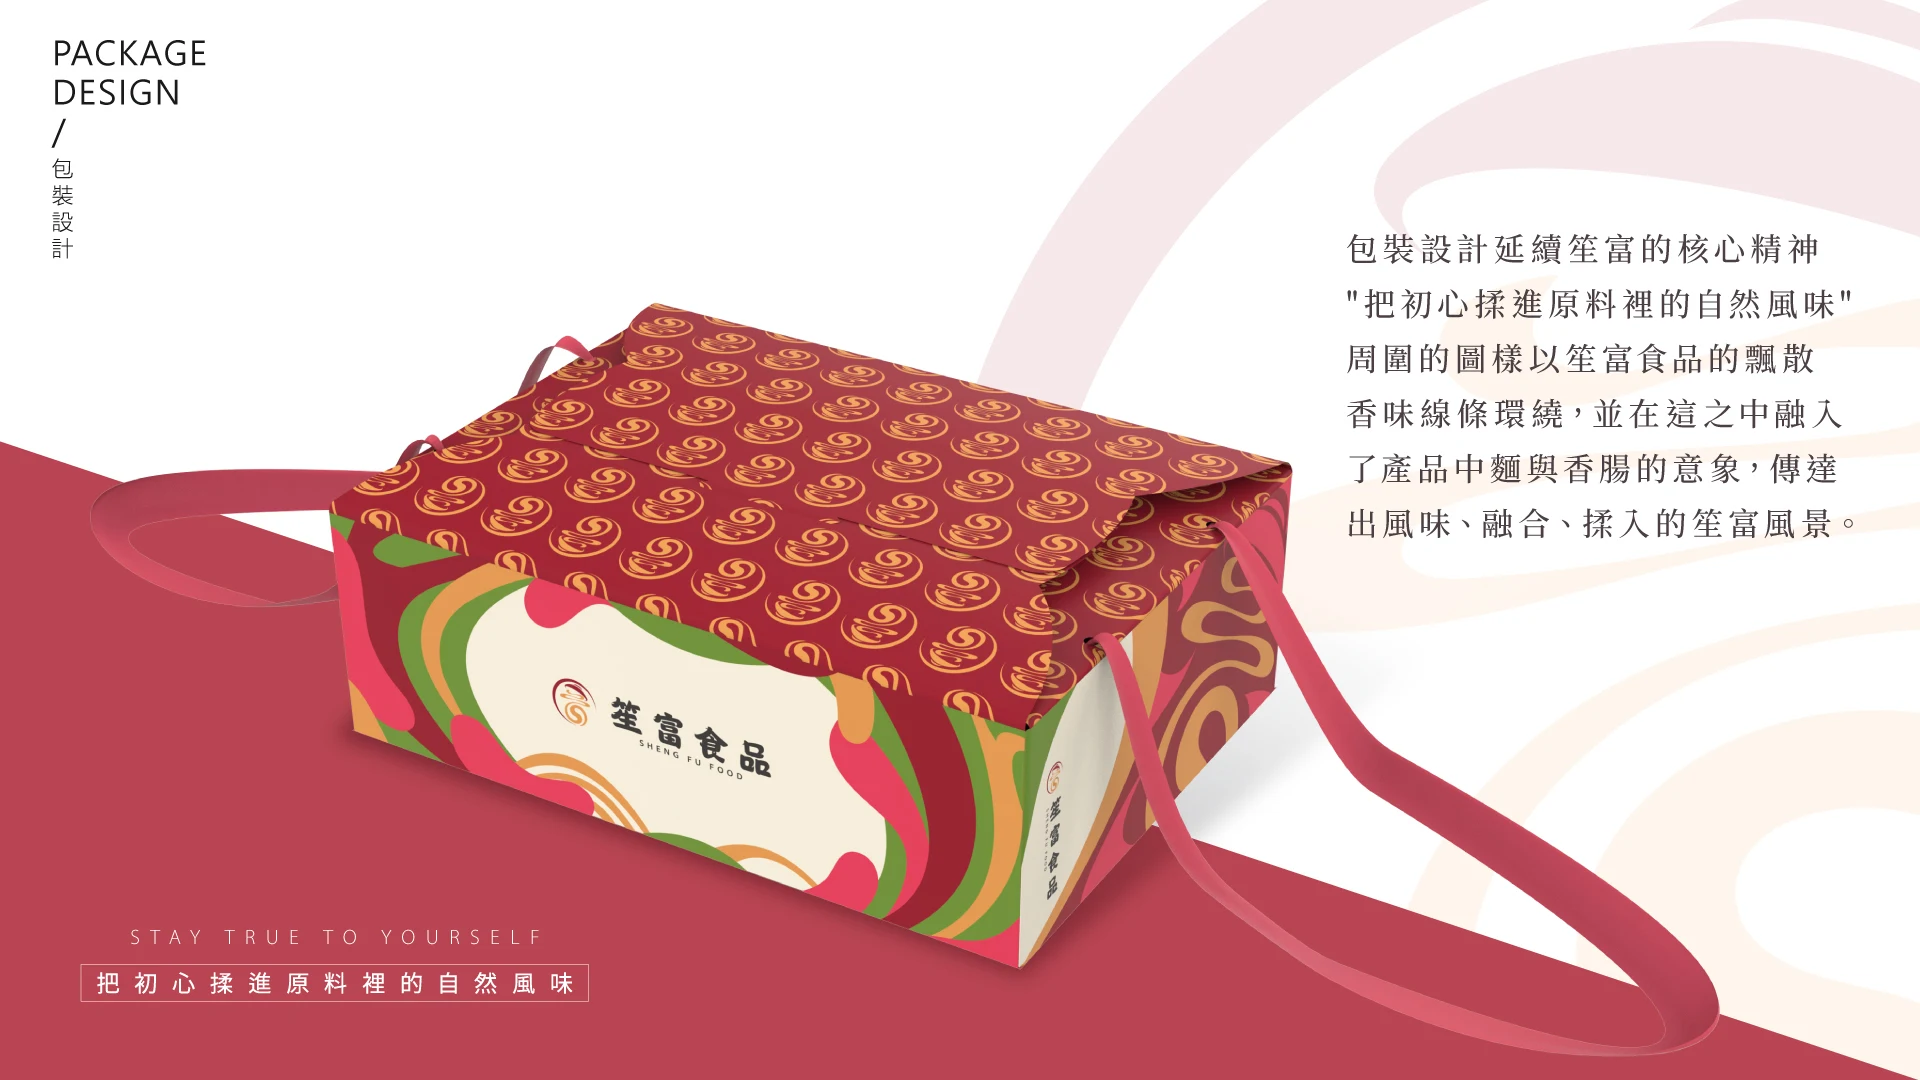 PACKAGE
DESIGN
/
包裝設計
包裝設計延續笙富的核心精神
"把初心揉進原料裡的自然風味"
周圍的圖樣以笙富食品的飄散
香味線條環繞，並在這之中融入
了產品中麵與香腸的意象，傳達
出風味、融合、揉入的笙富風景。
笙富食品
SHENG FU FOOD
笙富食品
STAY TRUE TO YOURSELF
把初心揉進原料裡的自然風味